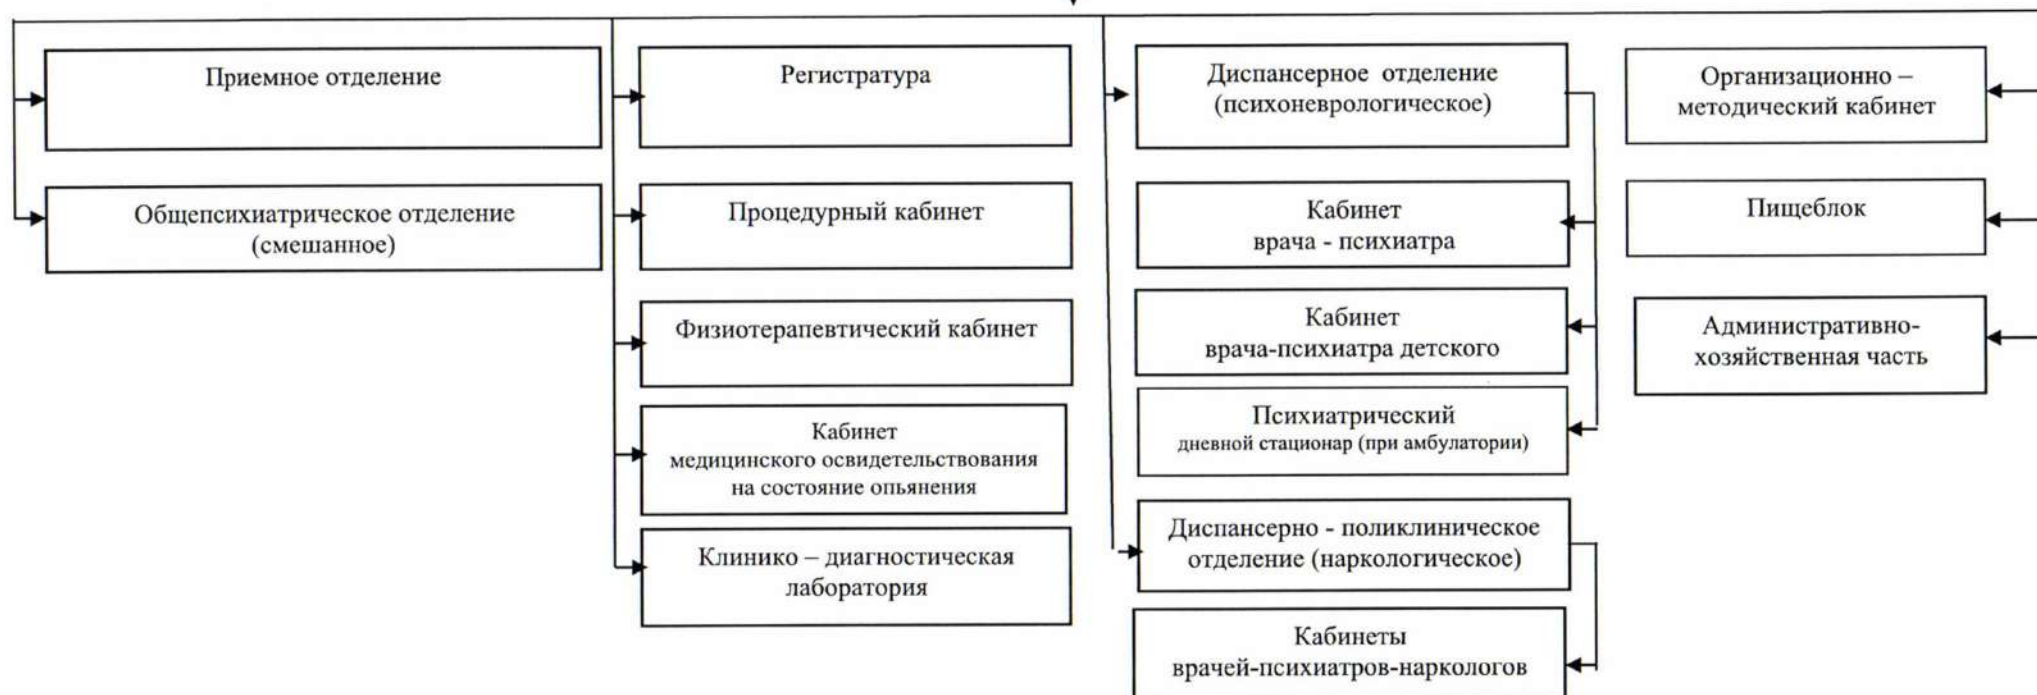 Приемное отделение
Общепсихиатрическое отделение
(смешанное)
Регистратура
Процедурный кабинет
Физиотерапевтический кабинет
Кабинет
медицинского освидетельствования
на состояние опьянения
Клинико – диагностическая
лаборатория
Диспансерное отделение
(психоневрологическое)
Кабинет
врача - психиатра
Кабинет
врача-психиатра детского
Психиатрический
дневной стационар (при амбулатории)
Диспансерно - поликлиническое
отделение (наркологическое)
Кабинеты
врачей-психиатров-наркологов
Организационно –
методический кабинет
Пищеблок
Административно-
хозяйственная часть